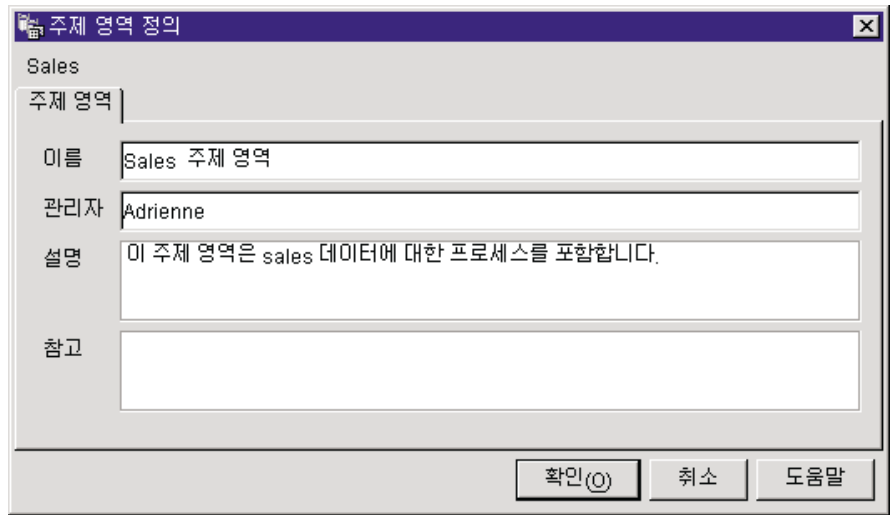 주제 영역 정의
Sales
주제 영역
이름 Sales 주제 영역
관리자 Adrienne
설명 이 주제 영역은 sales 데이터에 대한 프로세스를 포함합니다.
참고
확인(O) 취소 도움말